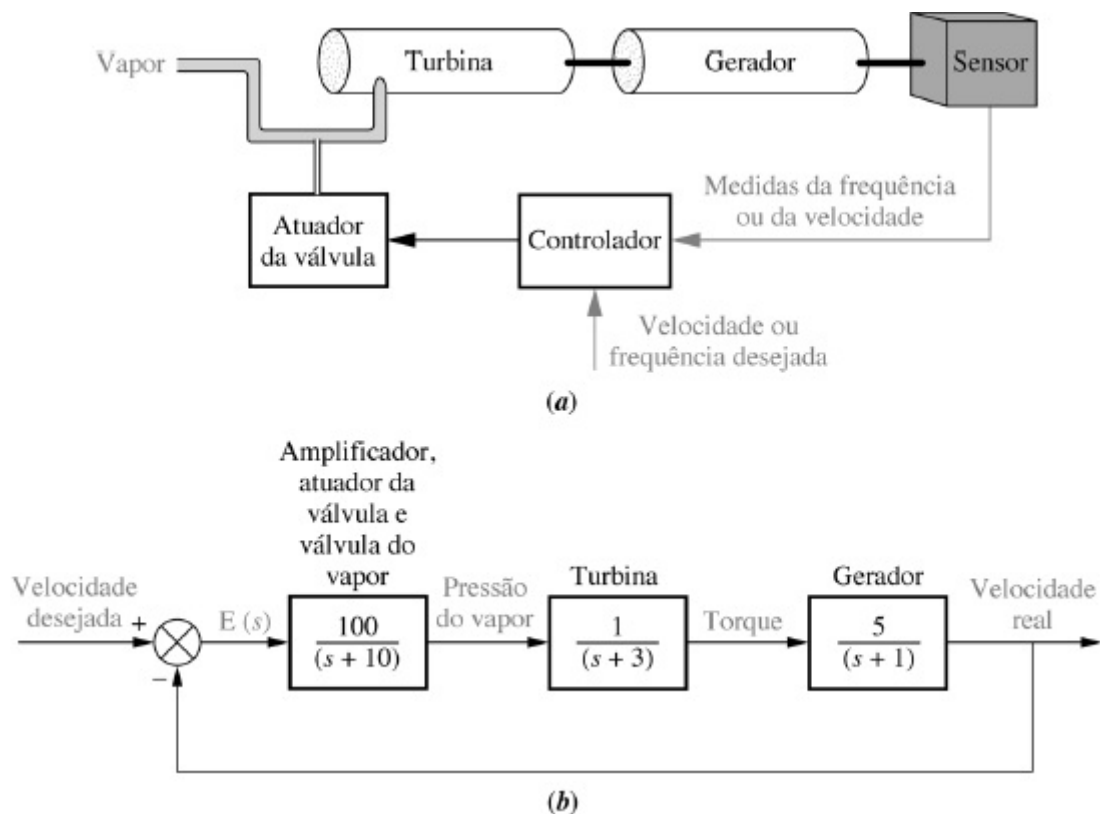 Vapor
Turbina
Gerador
Sensor
Medidas da frequência
ou da velocidade
Atuador
da válvula
Controlador
Velocidade ou
frequência desejada
(a)
Amplificador,
atuador da
válvula e
válvula do
vapor
Velocidade
desejada
+
−
E (s)
100
(s + 10)
Pressão
do vapor
Turbina
1
(s + 3)
Torque
Gerador
5
(s + 1)
Velocidade
real
(b)